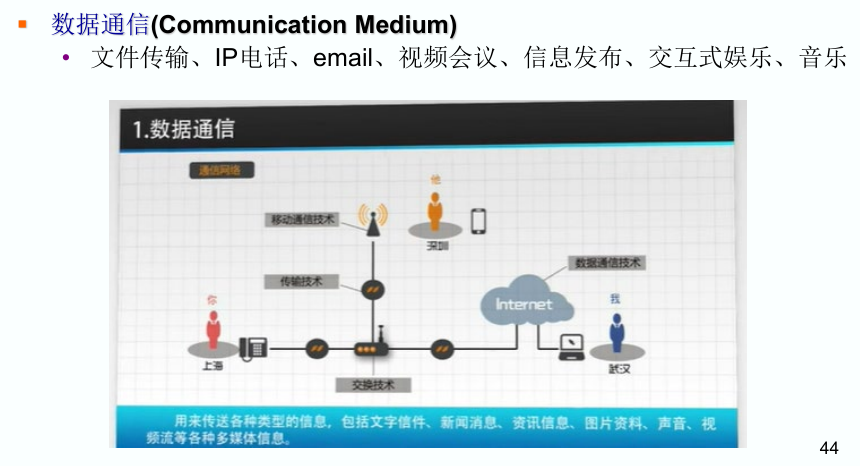 数据通信(Communication Medium)
文件传输、IP电话、email、视频会议、信息发布、交互式娱乐、音乐
1.数据通信
通信网络
他
移动通信技术
深圳
数据通信技术
传输技术
Internet
你
我
上海
武汉
交换技术
用来传送各种类型的信息，包括文字信件、新闻消息、资讯信息、图片资料、声音、视
频流等各种多媒体信息。
44